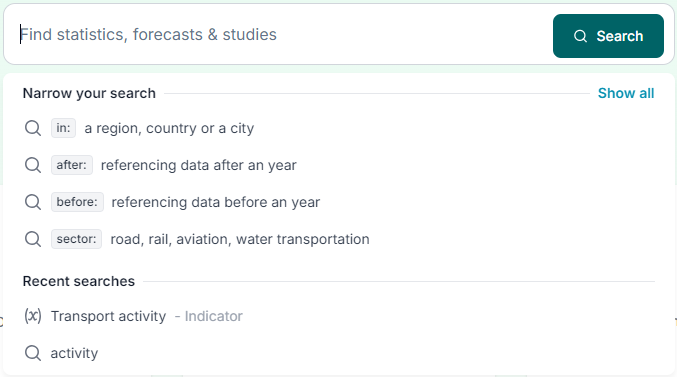 Find statistics, forecasts & studies
Search
Narrow your search
Show all
in: a region, country or a city
after: referencing data after an year
before: referencing data before an year
sector: road, rail, aviation, water transportation
Recent searches
(x) Transport activity - Indicator
activity